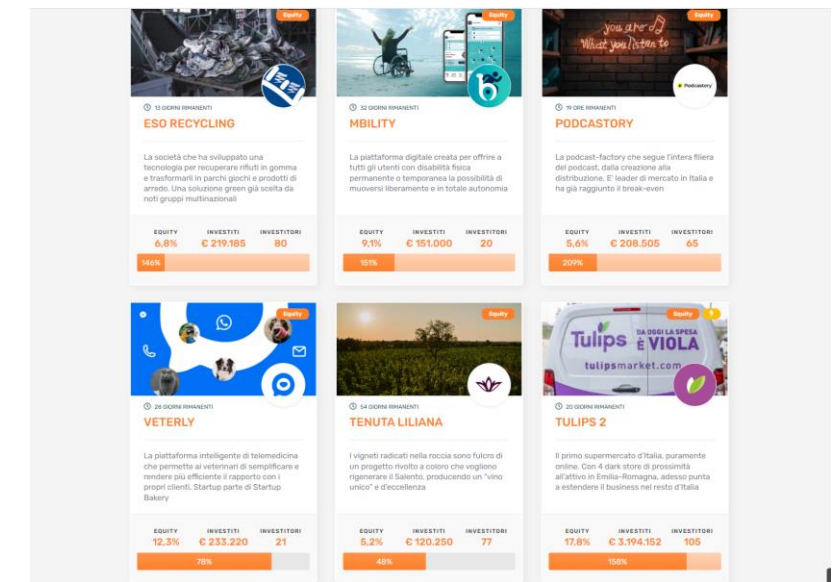 Equity
Equity
Equity
you are
What you listen to
Podcastory
13 GIORNI RIMANENTI
ESO RECYCLING
La società che ha sviluppato una
tecnologia per recuperare rifiuti in gomma
e trasformarli in parchi giochi e prodotti di
arredo. Una soluzione green già scelta da
noti gruppi multinazionali
EQUITY INVESTITI INVESTITORI
6,8% € 219.185 80
146%
32 GIORNI RIMANENTI
MBILITY
La piattaforma digitale creata per offrire a
tutti gli utenti con disabilità fisica
permanente o temporanea la possibilità di
muoversi liberamente e in totale autonomia
EQUITY INVESTITI INVESTITORI
9,1% € 151.000 20
151%
19 ORE RIMANENTI
PODCASTORY
La podcast-factory che segue l'intera filiera
del podcast, dalla creazione alla
distribuzione. E' leader di mercato in Italia e
ha già raggiunto il break-even
EQUITY INVESTITI INVESTITORI
5,6% € 208.505 65
209%
Equity
26 GIORNI RIMANENTI
VETERLY
La piattaforma intelligente di telemedicina
che permette ai veterinari di semplificare e
rendere più efficiente il rapporto con i
propri clienti. Startup parte di Startup
Bakery
EQUITY INVESTITI INVESTITORI
12,3% € 233.220 21
78%
Equity
54 GIORNI RIMANENTI
TENUTA LILIANA
I vigneti radicati nella roccia sono fulcro di
un progetto rivolto a coloro che vogliono
rigenerare il Salento, producendo un "vino
unico" e d'eccellenza
EQUITY INVESTITI INVESTITORI
5,2% € 120.250 77
48%
Equity
Tulips
DA OGGI LA SPESA
È VIOLA
tulipsmarket.com
20 GIORNI RIMANENTI
TULIPS 2
Il primo supermercato d'Italia, puramente
online. Con 4 dark store di prossimità
all'attivo in Emilia-Romagna, adesso punta
a estendere il business nel resto d'Italia
EQUITY INVESTITI INVESTITORI
17,8% € 3.194.152 105
158%